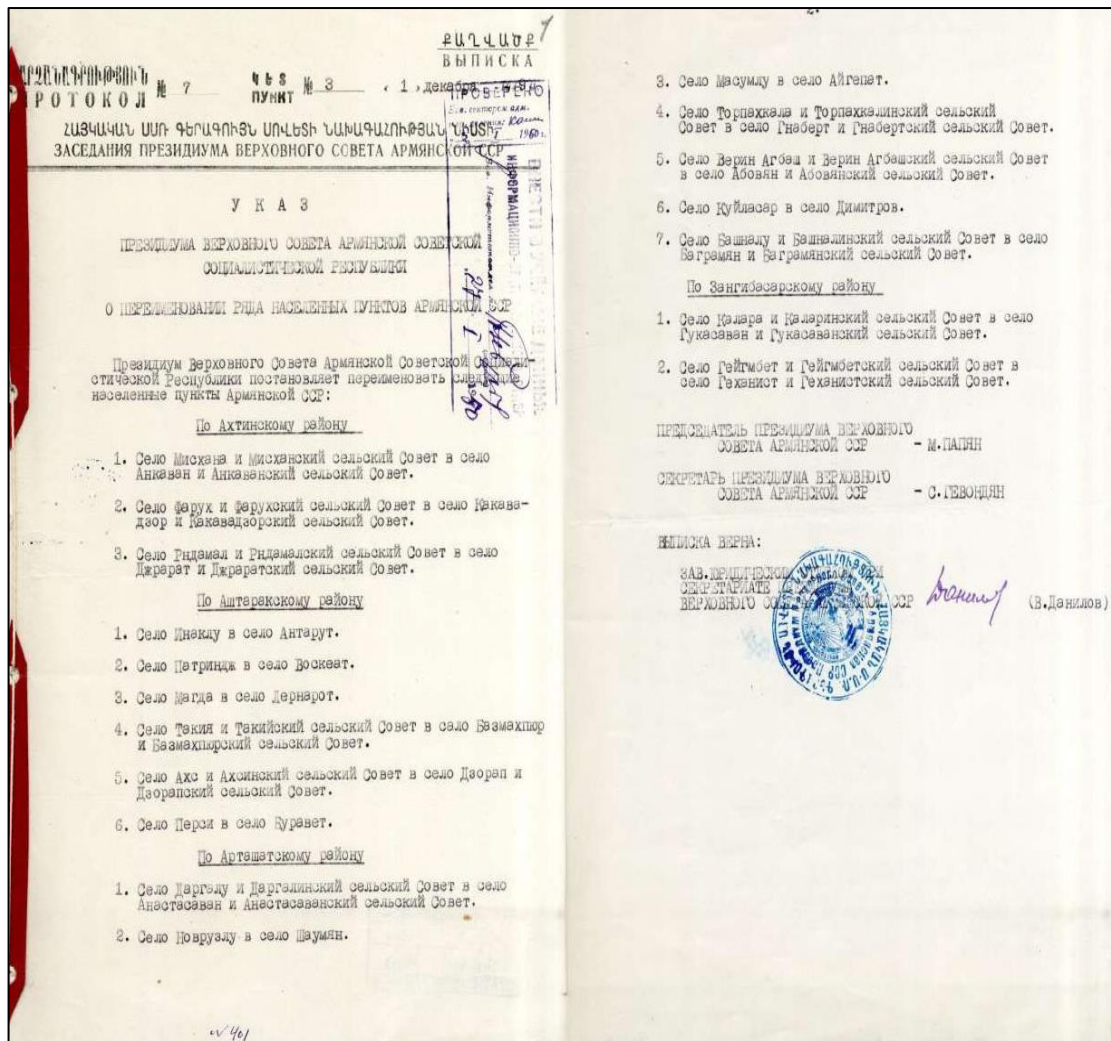 ՔԱՂՎԱԾՔ
ВЫПИСКА
ПРОТОКОЛ № 7 ԿԵՏ ПУНКТ № 3 „1„ декабря
ՀԱՅԿԱԿԱՆ ՍՍՌ ԳԵՐԱԳՈՒՅՆ ՍՈՎԵՏԻ ՆԱԽԱԳԱՀՈՒԹՅԱՆ ՆԻՍՏԻ
ЗАСЕДАНИЯ ПРЕЗИДИУМА ВЕРХОВНОГО СОВЕТА АРМЯНСКОЙ ССР
ПРОВЕРЕНО
1960 г.
У К А З
ПРЕЗИДИУМА ВЕРХОВНОГО СОВЕТА АРМЯНСКОЙ СОВЕТСКОЙ
СОЦИАЛИСТИЧЕСКОЙ РЕСПУБЛИКИ
О ПЕРЕИМЕНОВАНИИ РЯДА НАСЕЛЕННЫХ ПУНКТОВ АРМЯНСКОЙ ССР
Президиум Верховного Совета Армянской Советской Социали-
стической Республики постановляет переименовать следующие
населенные пункты Армянской ССР:
По Ахтинскому району
1. Село Мисхана и Мисханский сельский Совет в село
Анкаван и Анкаванский сельский Совет.
2. Село Фарух и Фарухский сельский Совет в село Какава-
дзор и Какавадзорский сельский Совет.
3. Село Рндамал и Рндамалский сельский Совет в село
Джрарат и Джраратский сельский Совет.
По Аштаракскому району
1. Село Инаклу в село Антарут.
2. Село Патриндж в село Воскеат.
3. Село Магда в село Лернарот.
4. Село Такия и Такийский сельский Совет в село Базмахпюр
и Базмахпюрский сельский Совет.
5. Село Ахс и Ахсинский сельский Совет в село Дзорап и
Дзорапский сельский Совет.
6. Село Перси в село Буравет.
По Арташатскому району
1. Село Даргалу и Даргалинский сельский Совет в село
Анастасаван и Анастасаванский сельский Совет.
2. Село Новрузлу в село Шаумян.
№ 401
2.
3. Село Масумлу в село Айгепат.
4. Село Торпахкала и Торпахкалинский сельский
Совет в село Гнаберт и Гнабертский сельский Совет.
5. Село Верин Агбаш и Верин Агбашский сельский Совет
в село Абовян и Абовянский сельский Совет.
6. Село Куйласар в село Димитров.
7. Село Башналу и Башналинский сельский Совет в село
Баграмян и Баграмянский сельский Совет.
По Зангибасарскому району
1. Село Калара и Каларинский сельский Совет в село
Гукасаван и Гукасаванский сельский Совет.
2. Село Гейгмбет и Гейгмбетский сельский Совет в
село Геханист и Геханистский сельский Совет.
ПРЕДСЕДАТЕЛЬ ПРЕЗИДИУМА ВЕРХОВНОГО
СОВЕТА АРМЯНСКОЙ ССР - М.ПАПЯН
СЕКРЕТАРЬ ПРЕЗИДИУМА ВЕРХОВНОГО
СОВЕТА АРМЯНСКОЙ ССР - С.ГЕВОНДЯН
ВЫПИСКА ВЕРНА:
ЗАВ.ЮРИДИЧЕСКИМ
СЕКРЕТАРИАТЕ
ВЕРХОВНОГО СОВЕТА АРМЯНСКОЙ ССР (В.Данилов)